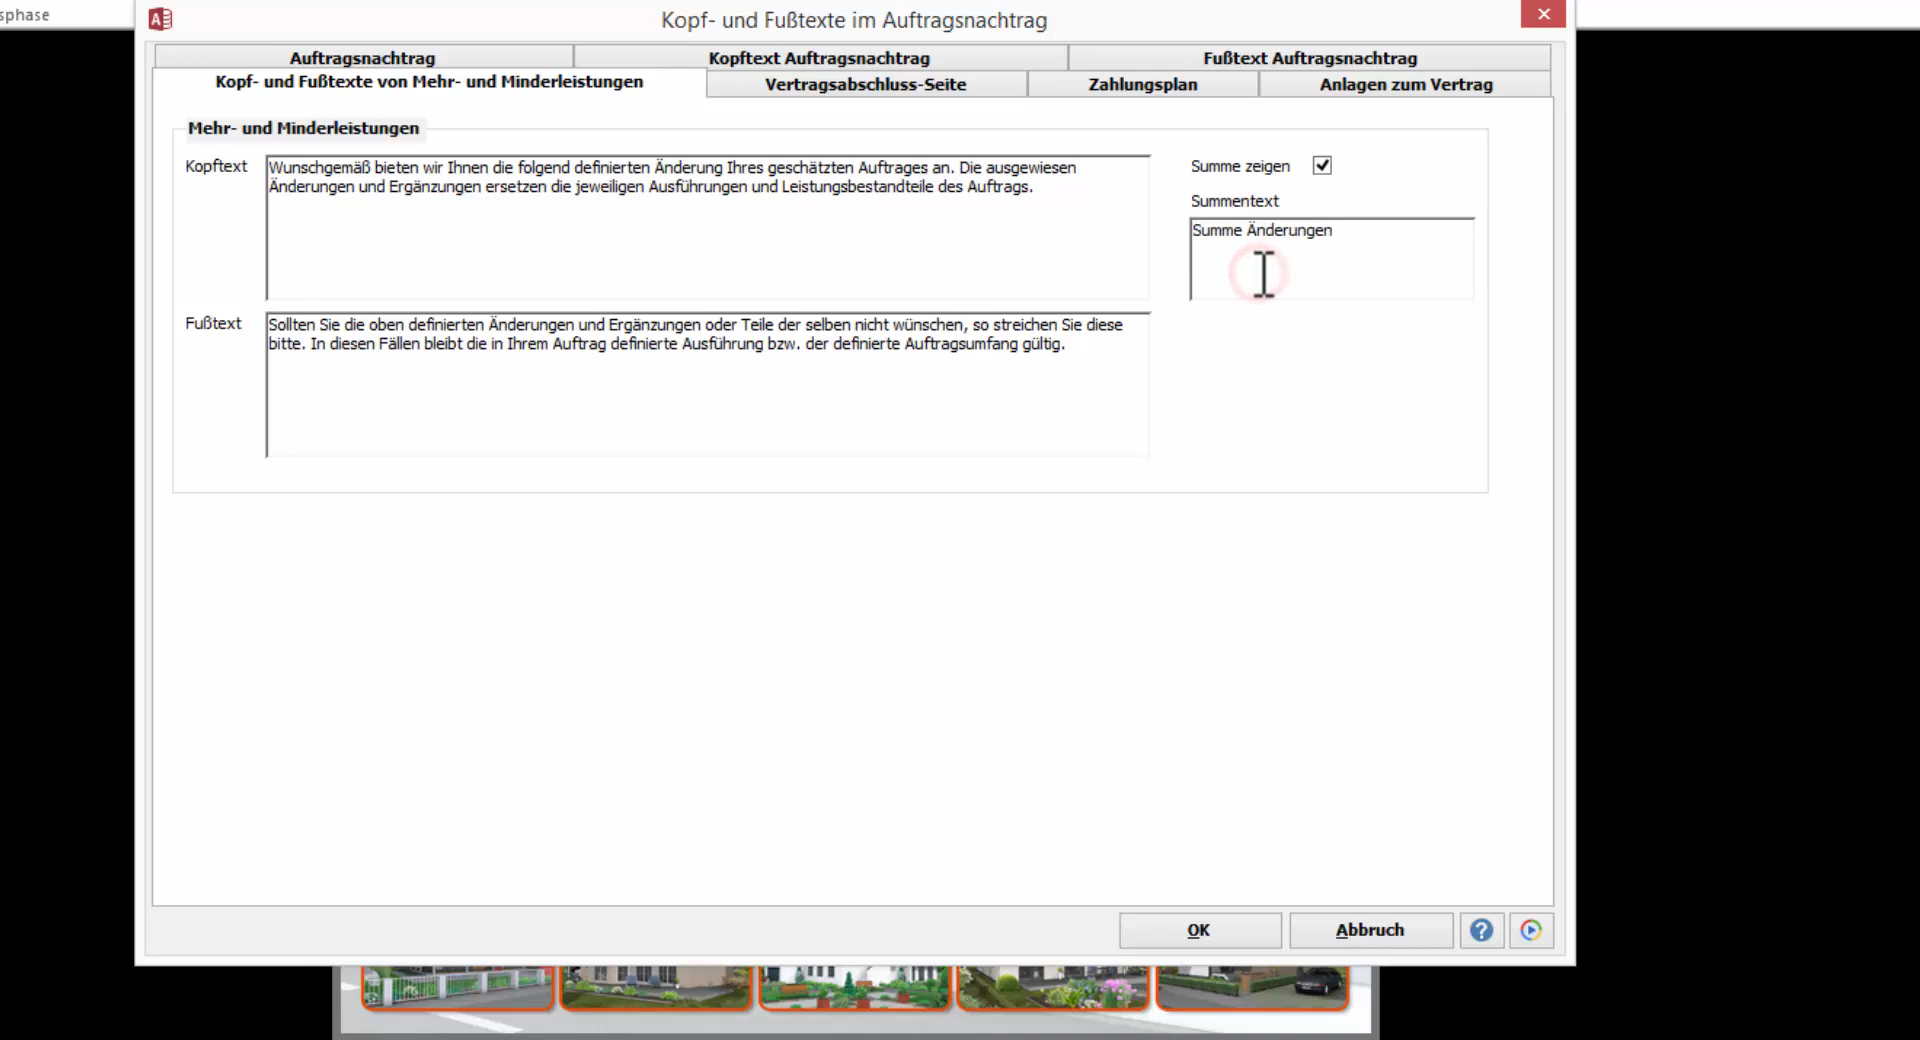 sphase
Kopf- und Fußtexte im Auftragsnachtrag
Auftragsnachtrag
Kopftext Auftragsnachtrag
Fußtext Auftragsnachtrag
Kopf- und Fußtexte von Mehr- und Minderleistungen
Vertragsabschluss-Seite
Zahlungsplan
Anlagen zum Vertrag
Mehr- und Minderleistungen
Kopftext
Wunschgemäß bieten wir Ihnen die folgend definierten Änderung Ihres geschätzten Auftrages an. Die ausgewiesen
Änderungen und Ergänzungen ersetzen die jeweiligen Ausführungen und Leistungsbestandteile des Auftrags.
Summe zeigen
Summentext
Summe Änderungen
Fußtext
Sollten Sie die oben definierten Änderungen und Ergänzungen oder Teile der selben nicht wünschen, so streichen Sie diese
bitte. In diesen Fällen bleibt die in Ihrem Auftrag definierte Ausführung bzw. der definierte Auftragsumfang gültig.
OK
Abbruch